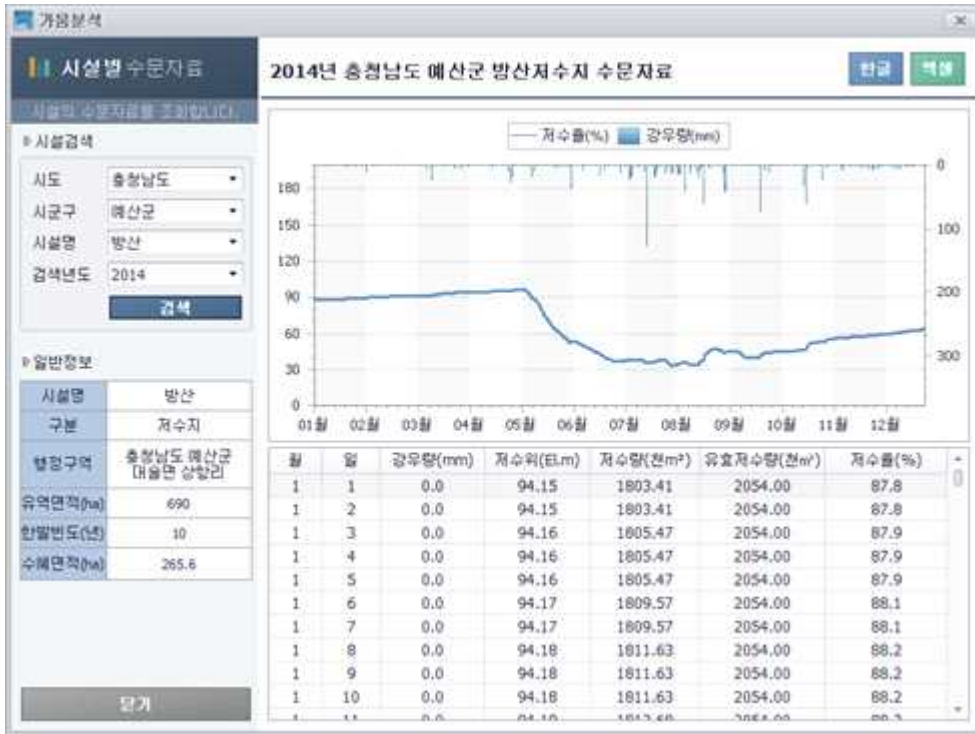 가뭄분석
시설별 수문자료
시설의 수문자료를 조회합니다.
시설검색
시도 충청남도
시군구 예산군
시설명 방산
검색년도 2014
검색
일반정보
시설명 방산
구분 저수지
행정구역 충청남도 예산군
대술면 상항리
유역면적(ha) 690
한발빈도(년) 10
수혜면적(ha) 265.6
닫기
2014년 충청남도 예산군 방산저수지 수문자료
한글 엑셀
저수율(%) 강우량(mm)
180
150
120
90
60
30
0
0
100
200
300
01월 02월 03월 04월 05월 06월 07월 08월 09월 10월 11월 12월
월 일 강우량(mm) 저수위(El.m) 저수량(천m³) 유효저수량(천㎥) 저수율(%)
1 1 0.0 94.15 1803.41 2054.00 87.8
1 2 0.0 94.15 1803.41 2054.00 87.8
1 3 0.0 94.16 1805.47 2054.00 87.9
1 4 0.0 94.16 1805.47 2054.00 87.9
1 5 0.0 94.16 1805.47 2054.00 87.9
1 6 0.0 94.17 1809.57 2054.00 88.1
1 7 0.0 94.17 1809.57 2054.00 88.1
1 8 0.0 94.18 1811.63 2054.00 88.2
1 9 0.0 94.18 1811.63 2054.00 88.2
1 10 0.0 94.18 1811.63 2054.00 88.2